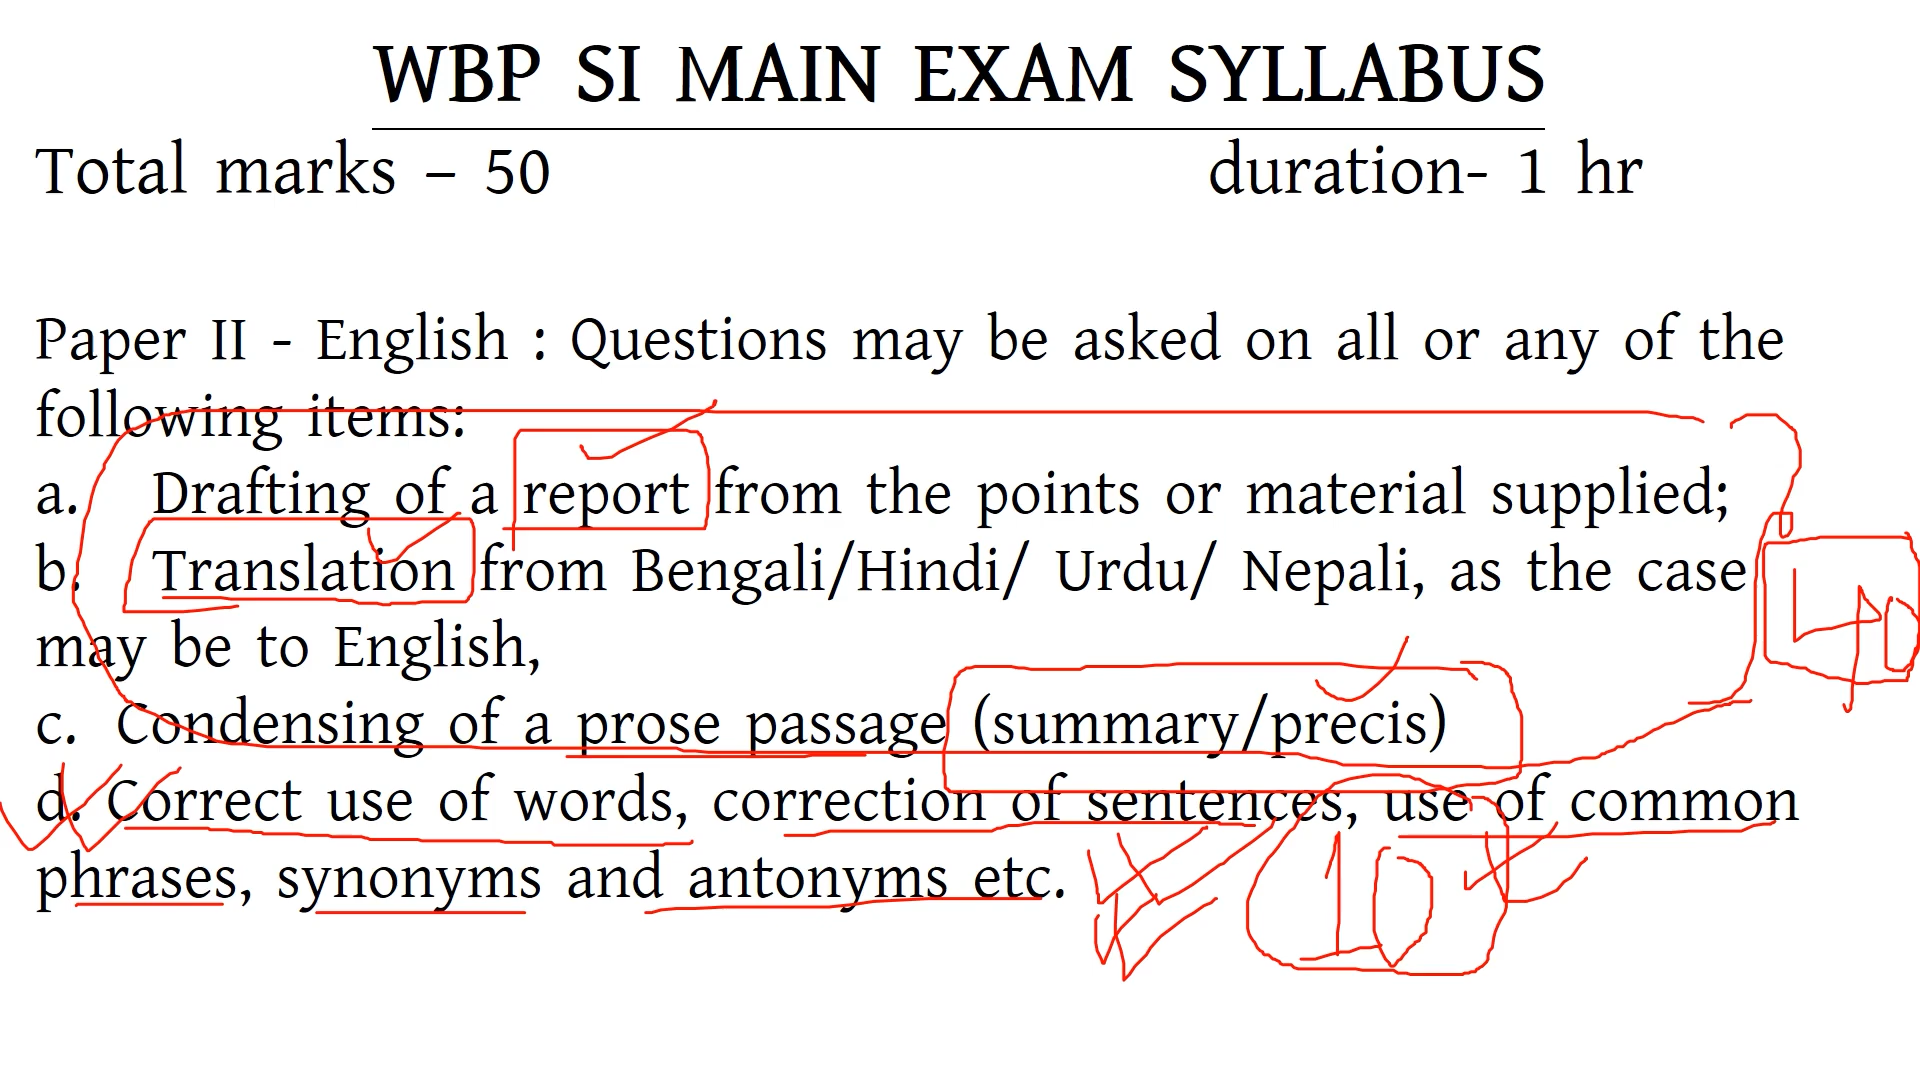 WBP SI MAIN EXAM SYLLABUS
Total marks – 50 duration- 1 hr
Paper II - English : Questions may be asked on all or any of the
following items:
a. Drafting of a report from the points or material supplied;
b. Translation from Bengali/Hindi/ Urdu/ Nepali, as the case
40
may be to English,
c. Condensing of a prose passage (summary/precis)
d. Correct use of words, correction of sentences, use of common
phrases, synonyms and antonyms etc.
10